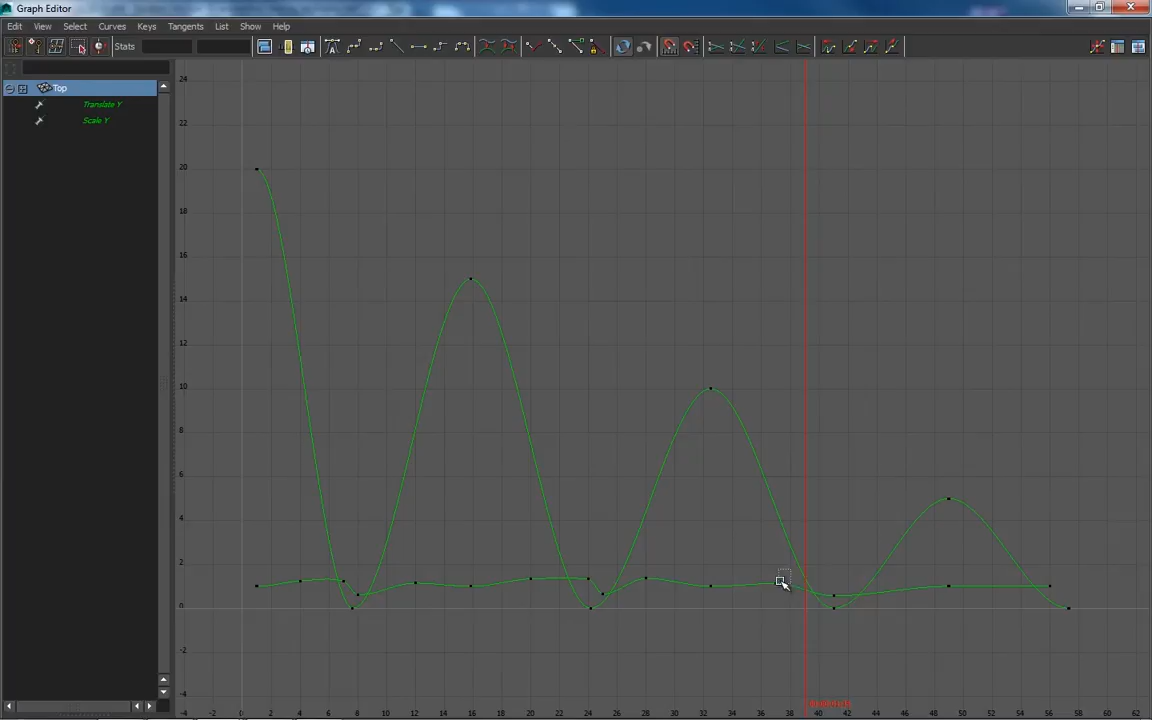 Graph Editor
Edit View Select Curves Keys Tangents List Show Help
Stats
Top
Translate Y
Scale Y
24
22
20
18
16
14
12
10
8
6
4
2
0
-2
-4
-4 -2 0 2 4 6 8 10 12 14 16 18 20 22 24 26 28 30 32 34 36 38 40 42 44 46 48 50 52 54 56 58 60 62